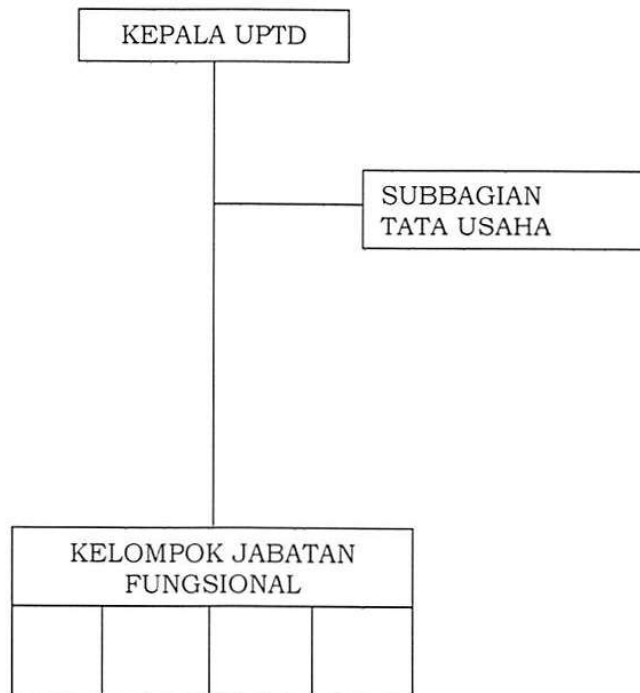 KEPALA UPTD
SUBBAGIAN
TATA USAHA
KELOMPOK JABATAN
FUNGSIONAL